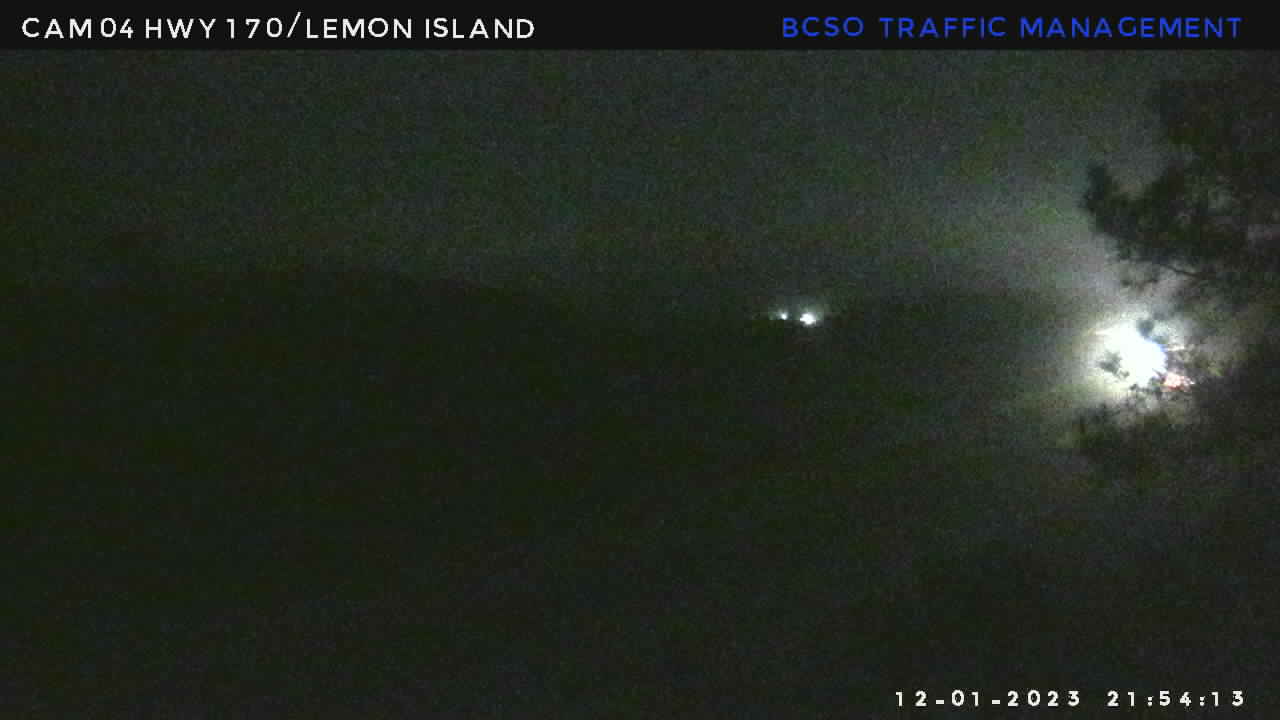 CAM 04 HWY 170/LEMON ISLAND
BCSO TRAFFIC MANAGEMENT
12-01-2023 21:54:13